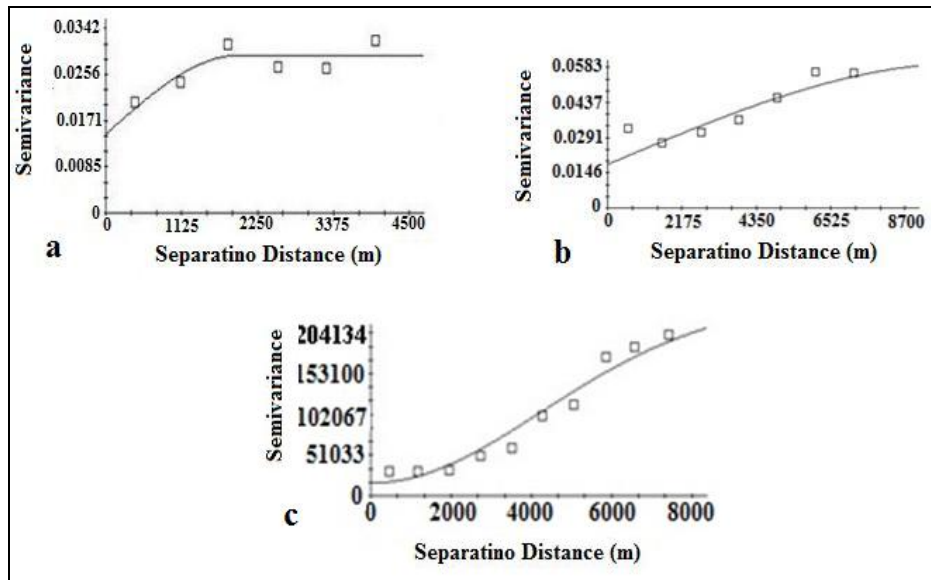 0.0342
0.0256
0.0171
0.0085
0
Semivariance
0 1125 2250 3375 4500
Separatino Distance (m)
a
0.0583
0.0437
0.0291
0.0146
0
Semivariance
0 2175 4350 6525 8700
Separatino Distance (m)
b
204134
153100
102067
51033
0
Semivariance
0 2000 4000 6000 8000
Separatino Distance (m)
c